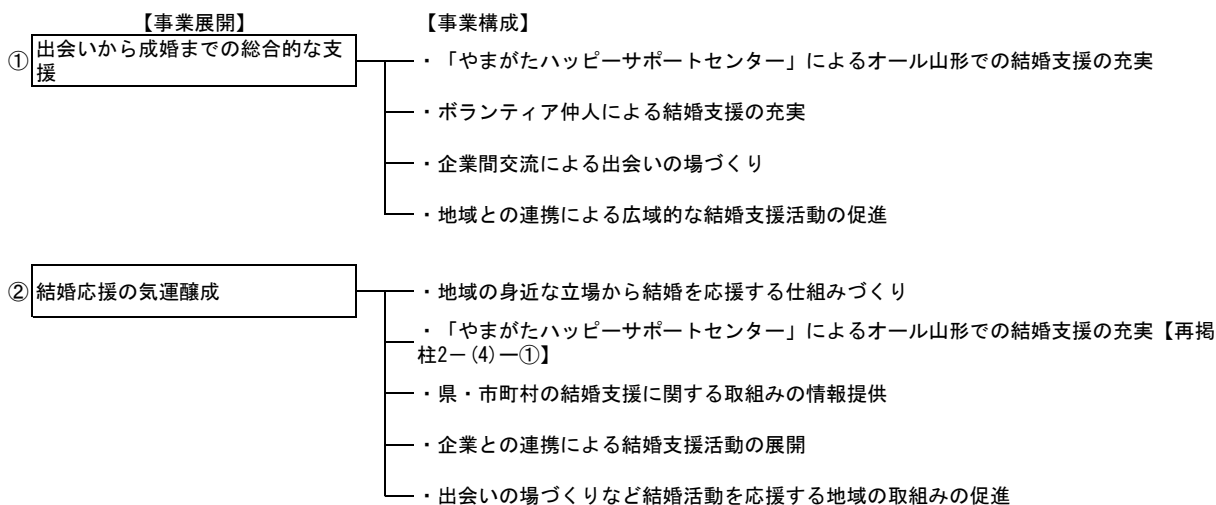 【事業展開】 【事業構成】
① 出会いから成婚までの総合的な支
援
・「やまがたハッピーサポートセンター」によるオール山形での結婚支援の充実
・ボランティア仲人による結婚支援の充実
・企業間交流による出会いの場づくり
・地域との連携による広域的な結婚支援活動の促進
② 結婚応援の気運醸成
・地域の身近な立場から結婚を応援する仕組みづくり
・「やまがたハッピーサポートセンター」によるオール山形での結婚支援の充実【再掲
柱2－(4)－①】
・県・市町村の結婚支援に関する取組みの情報提供
・企業との連携による結婚支援活動の展開
・出会いの場づくりなど結婚活動を応援する地域の取組みの促進